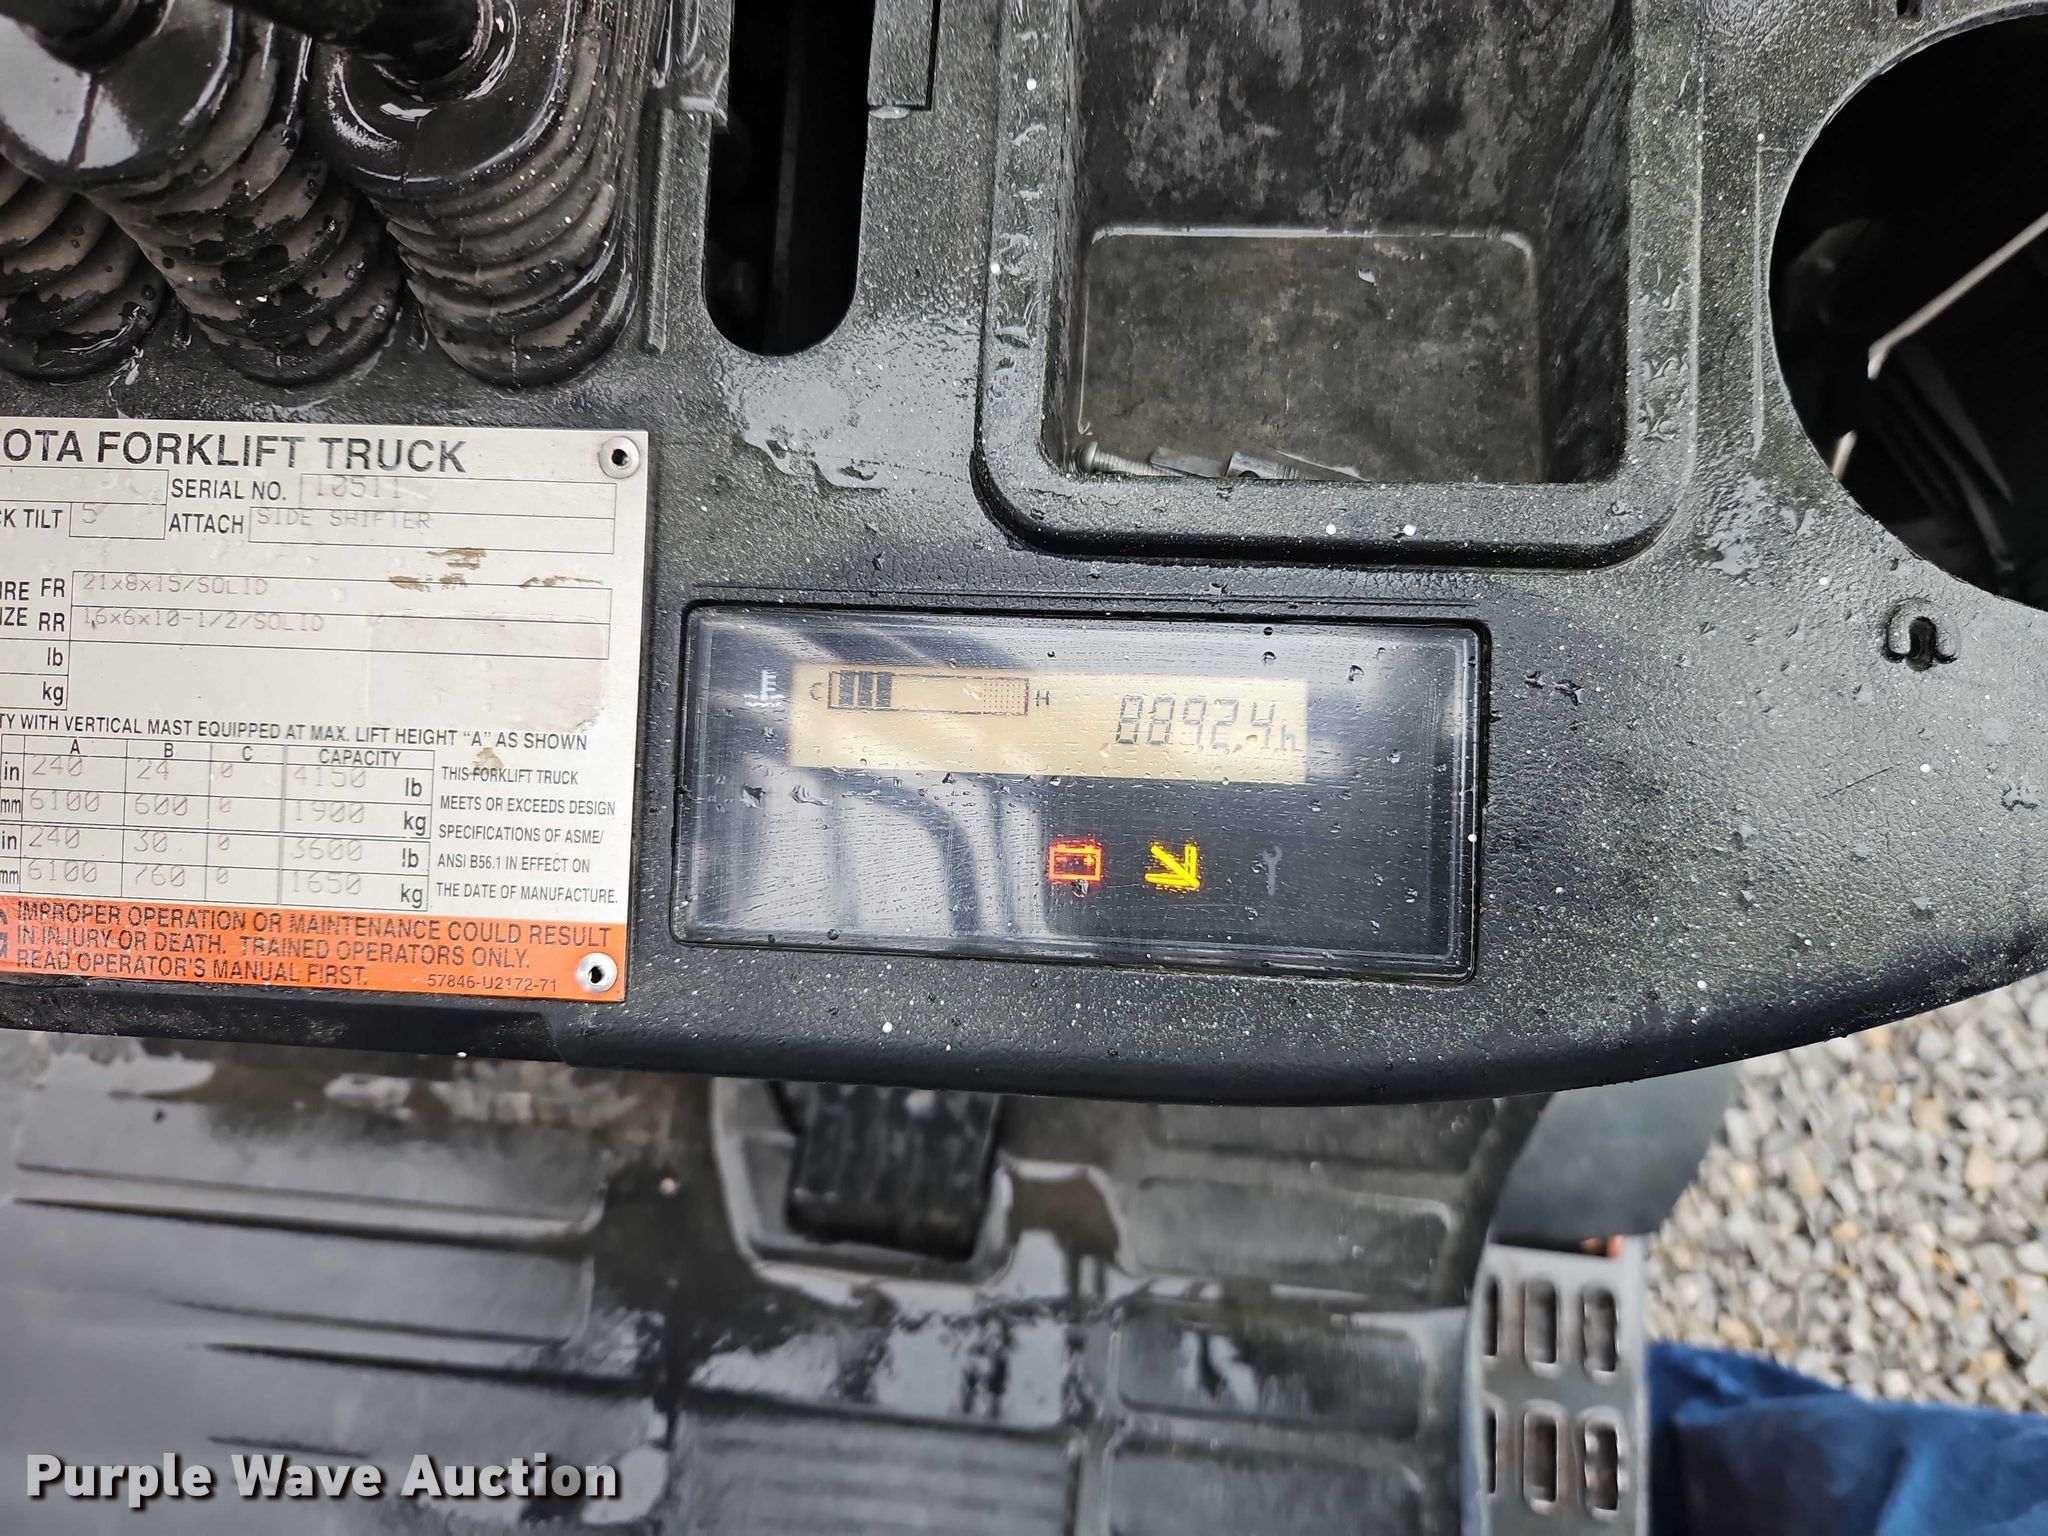 OTA FORKLIFT TRUCK
SERIAL NO. 10511
CK TILT 5 ATTACH SIDE SHIFTER
IRE FR 21x8x15/SOLID
IZE RR 16x6x10-1/2/SOLID
lb
kg
TY WITH VERTICAL MAST EQUIPPED AT MAX. LIFT HEIGHT "A" AS SHOWN
A B C CAPACITY
in 240 24 0 4150 lb
mm 6100 600 0 1900 kg
in 240 30 0 3600 lb
mm 6100 760 0 1650 kg
THIS FORKLIFT TRUCK
MEETS OR EXCEEDS DESIGN
SPECIFICATIONS OF ASME/
ANSI B56.1 IN EFFECT ON
THE DATE OF MANUFACTURE.
G IMPROPER OPERATION OR MAINTENANCE COULD RESULT
IN INJURY OR DEATH. TRAINED OPERATORS ONLY.
READ OPERATOR'S MANUAL FIRST.
57846-U2172-71
C H
8892.4h
Purple Wave Auction